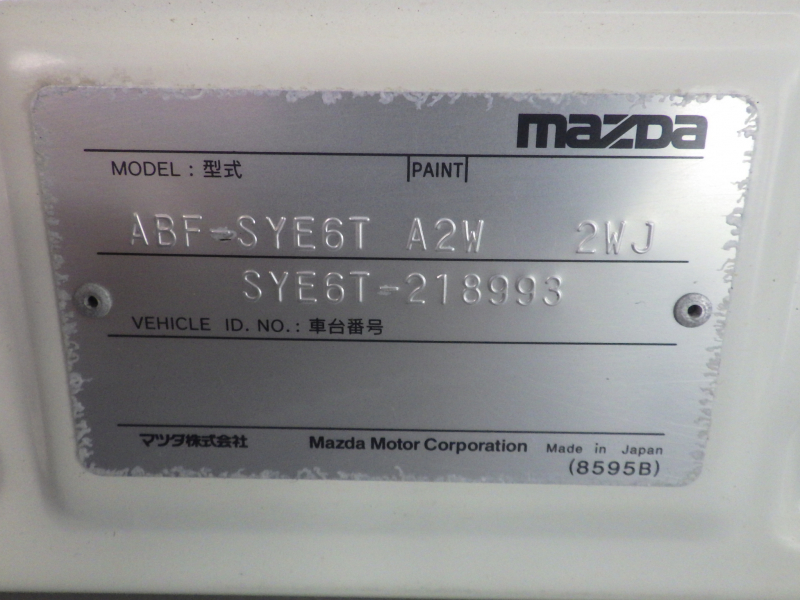 mazda
MODEL : 型式 PAINT
ABF-SYE6T A2W 2WJ
SYE6T-218993
VEHICLE ID. NO. : 車台番号
マツダ株式会社 Mazda Motor Corporation Made in Japan
(8595B)